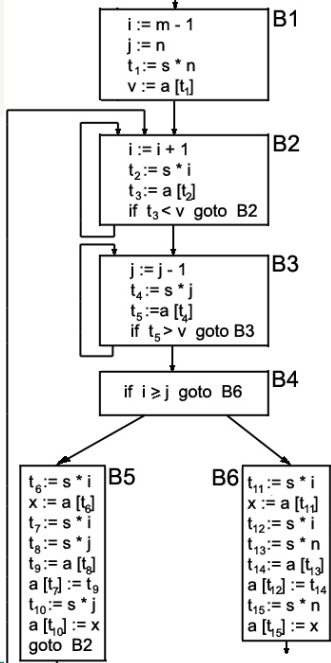 B1
i := m - 1
j := n
t₁ := s * n
v := a [t₁]
B2
i := i + 1
t₂ := s * i
t₃ := a [t₂]
if t₃ < v goto B2
B3
j := j - 1
t₄ := s * j
t₅ := a [t₄]
if t₅ > v goto B3
B4
if i ⩾ j goto B6
B5
t₆ := s * i
x := a [t₆]
t₇ := s * i
t₈ := s * j
t₉ := a [t₈]
a [t₇] := t₉
t₁₀ := s * j
a [t₁₀] := x
goto B2
B6
t₁₁ := s * i
x := a [t₁₁]
t₁₂ := s * i
t₁₃ := s * n
t₁₄ := a [t₁₃]
a [t₁₂] := t₁₄
t₁₅ := s * n
a [t₁₅] := x